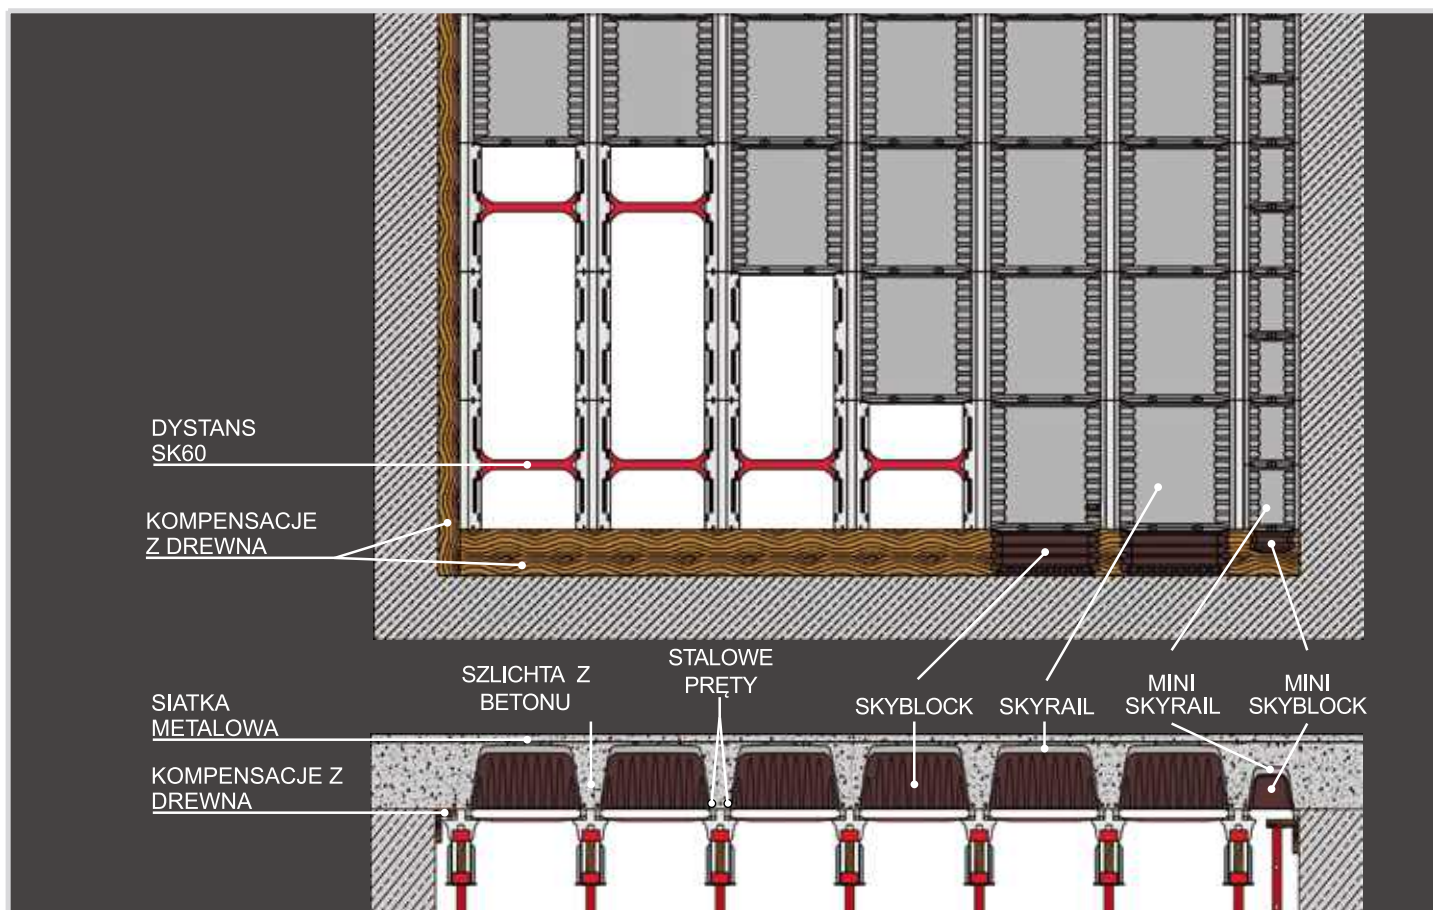 DYSTANS
SK60
KOMPENSACJE
Z DREWNA
SIATKA
METALOWA
SZLICHTA Z
BETONU
STALOWE
PRĘTY
SKYBLOCK
SKYRAIL
MINI
SKYRAIL
MINI
SKYBLOCK
KOMPENSACJE Z
DREWNA